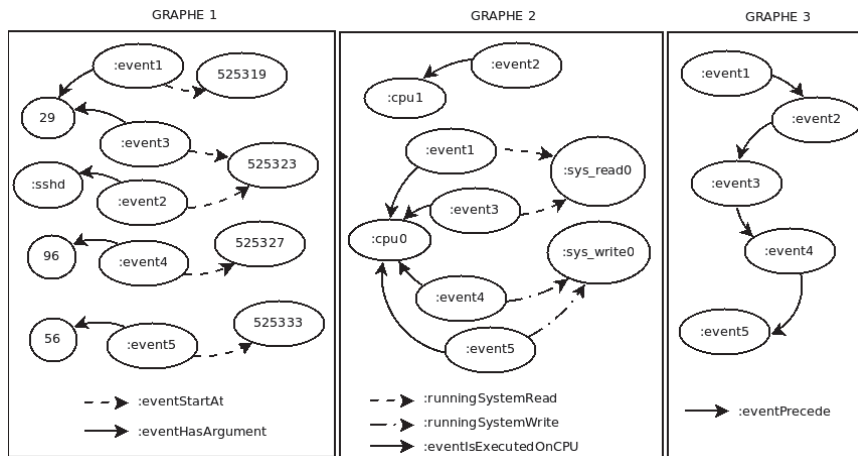 GRAPHE 1
:event1
525319
29
:event3
525323
:sshd
:event2
525327
96
:event4
525333
56
:event5
:eventStartAt
:eventHasArgument
GRAPHE 2
:event2
:cpu1
:event1
:sys_read0
:event3
:cpu0
:sys_write0
:event4
:event5
:runningSystemRead
:runningSystemWrite
:eventIsExecutedOnCPU
GRAPHE 3
:event1
:event2
:event3
:event4
:event5
:eventPrecede